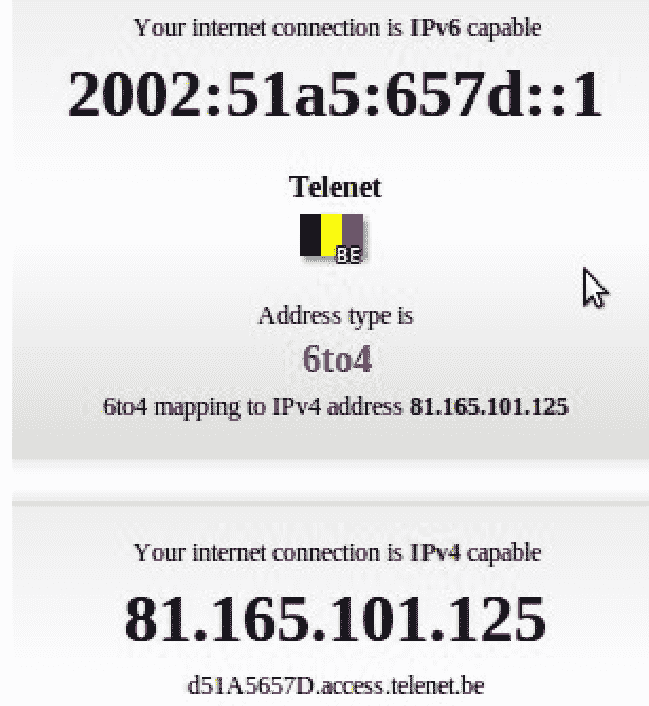 Your internet connection is IPv6 capable
2002:51a5:657d::1
Telenet
BE
Address type is
6to4
6to4 mapping to IPv4 address 81.165.101.125
Your internet connection is IPv4 capable
81.165.101.125
d51A5657D.access.telenet.be